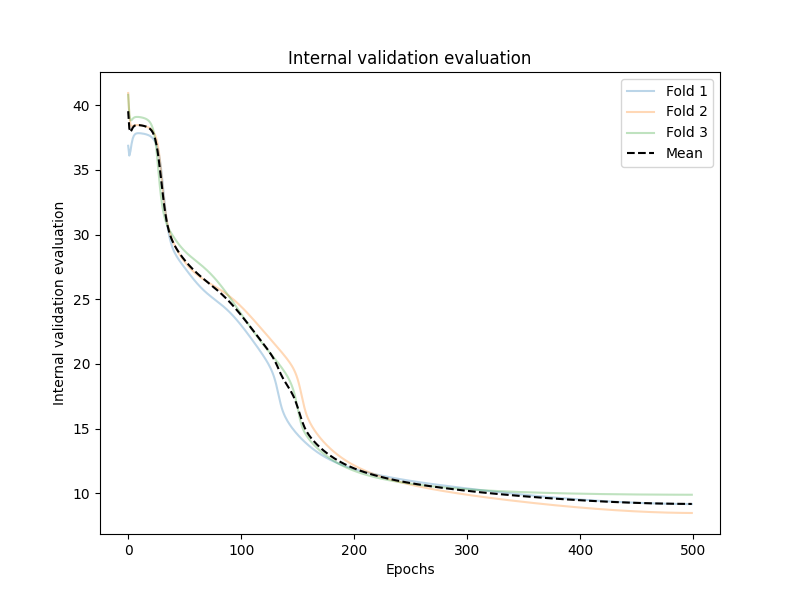 Internal validation evaluation
Fold 1
Fold 2
Fold 3
Mean
Internal validation evaluation
40
35
30
25
20
15
10
0 100 200 300 400 500
Epochs